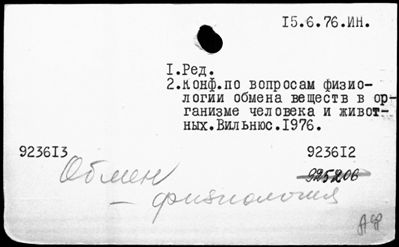 15.6.76.ИН.
I.Ред.
2.Конф.по вопросам физио-
логии обмена веществ в ор-
ганизме человека и живот-
ных.Вильнюс.1976.
923613 923612
Обмен 925206
– физиология